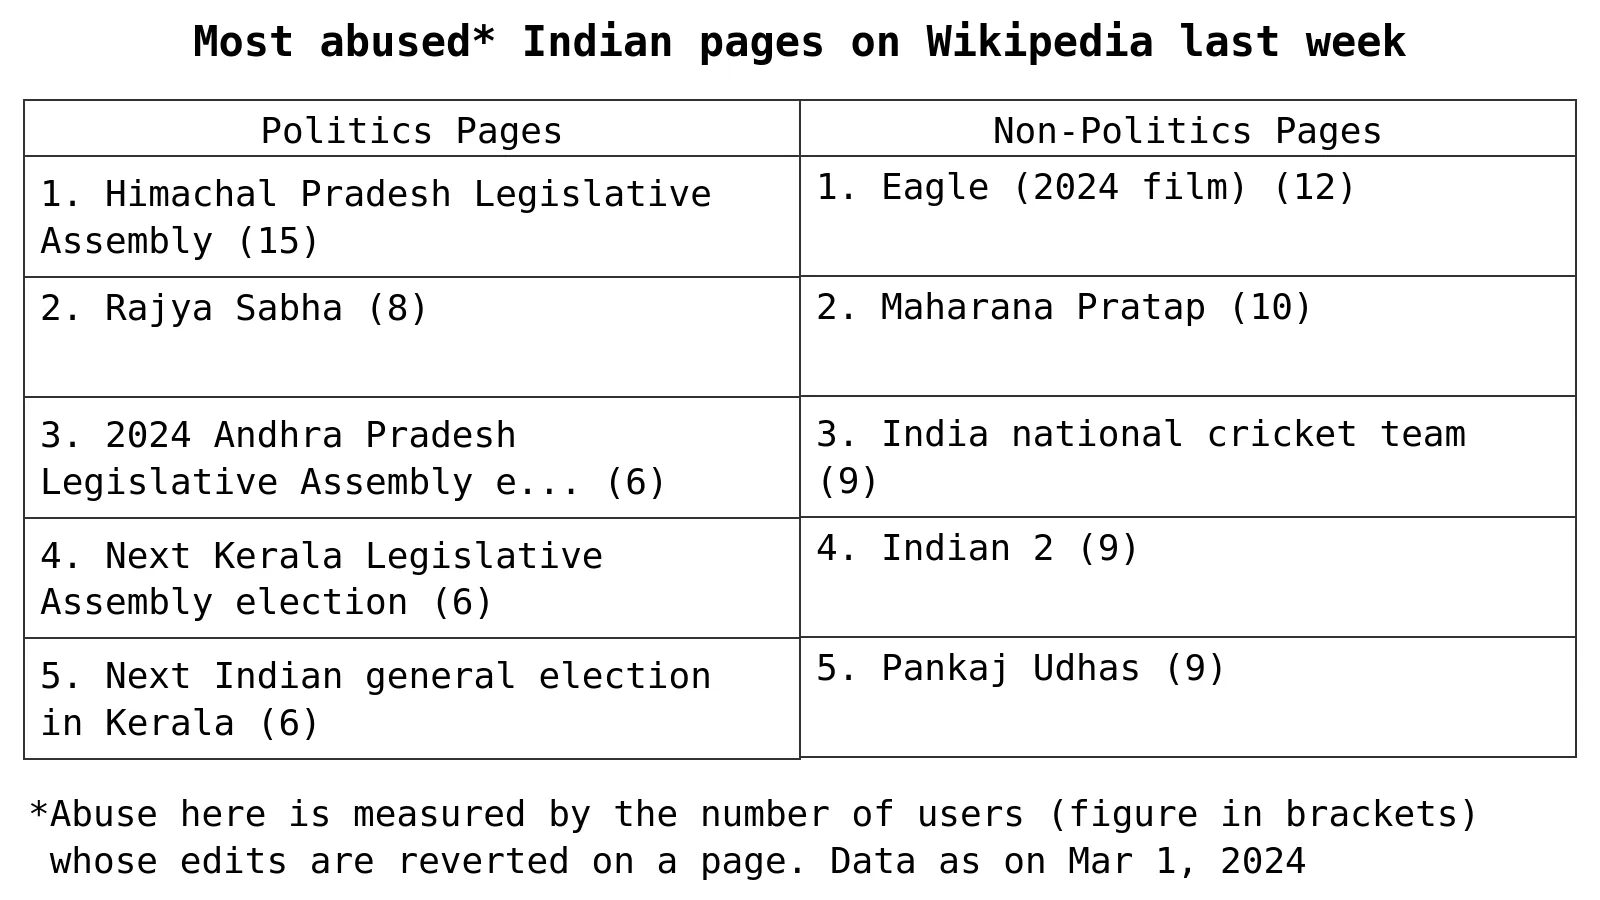 Most abused* Indian pages on Wikipedia last week
Politics Pages
1. Himachal Pradesh Legislative
Assembly (15)
2. Rajya Sabha (8)
3. 2024 Andhra Pradesh
Legislative Assembly e... (6)
4. Next Kerala Legislative
Assembly election (6)
5. Next Indian general election
in Kerala (6)
Non-Politics Pages
1. Eagle (2024 film) (12)
2. Maharana Pratap (10)
3. India national cricket team
(9)
4. Indian 2 (9)
5. Pankaj Udhas (9)
*Abuse here is measured by the number of users (figure in brackets)
whose edits are reverted on a page. Data as on Mar 1, 2024